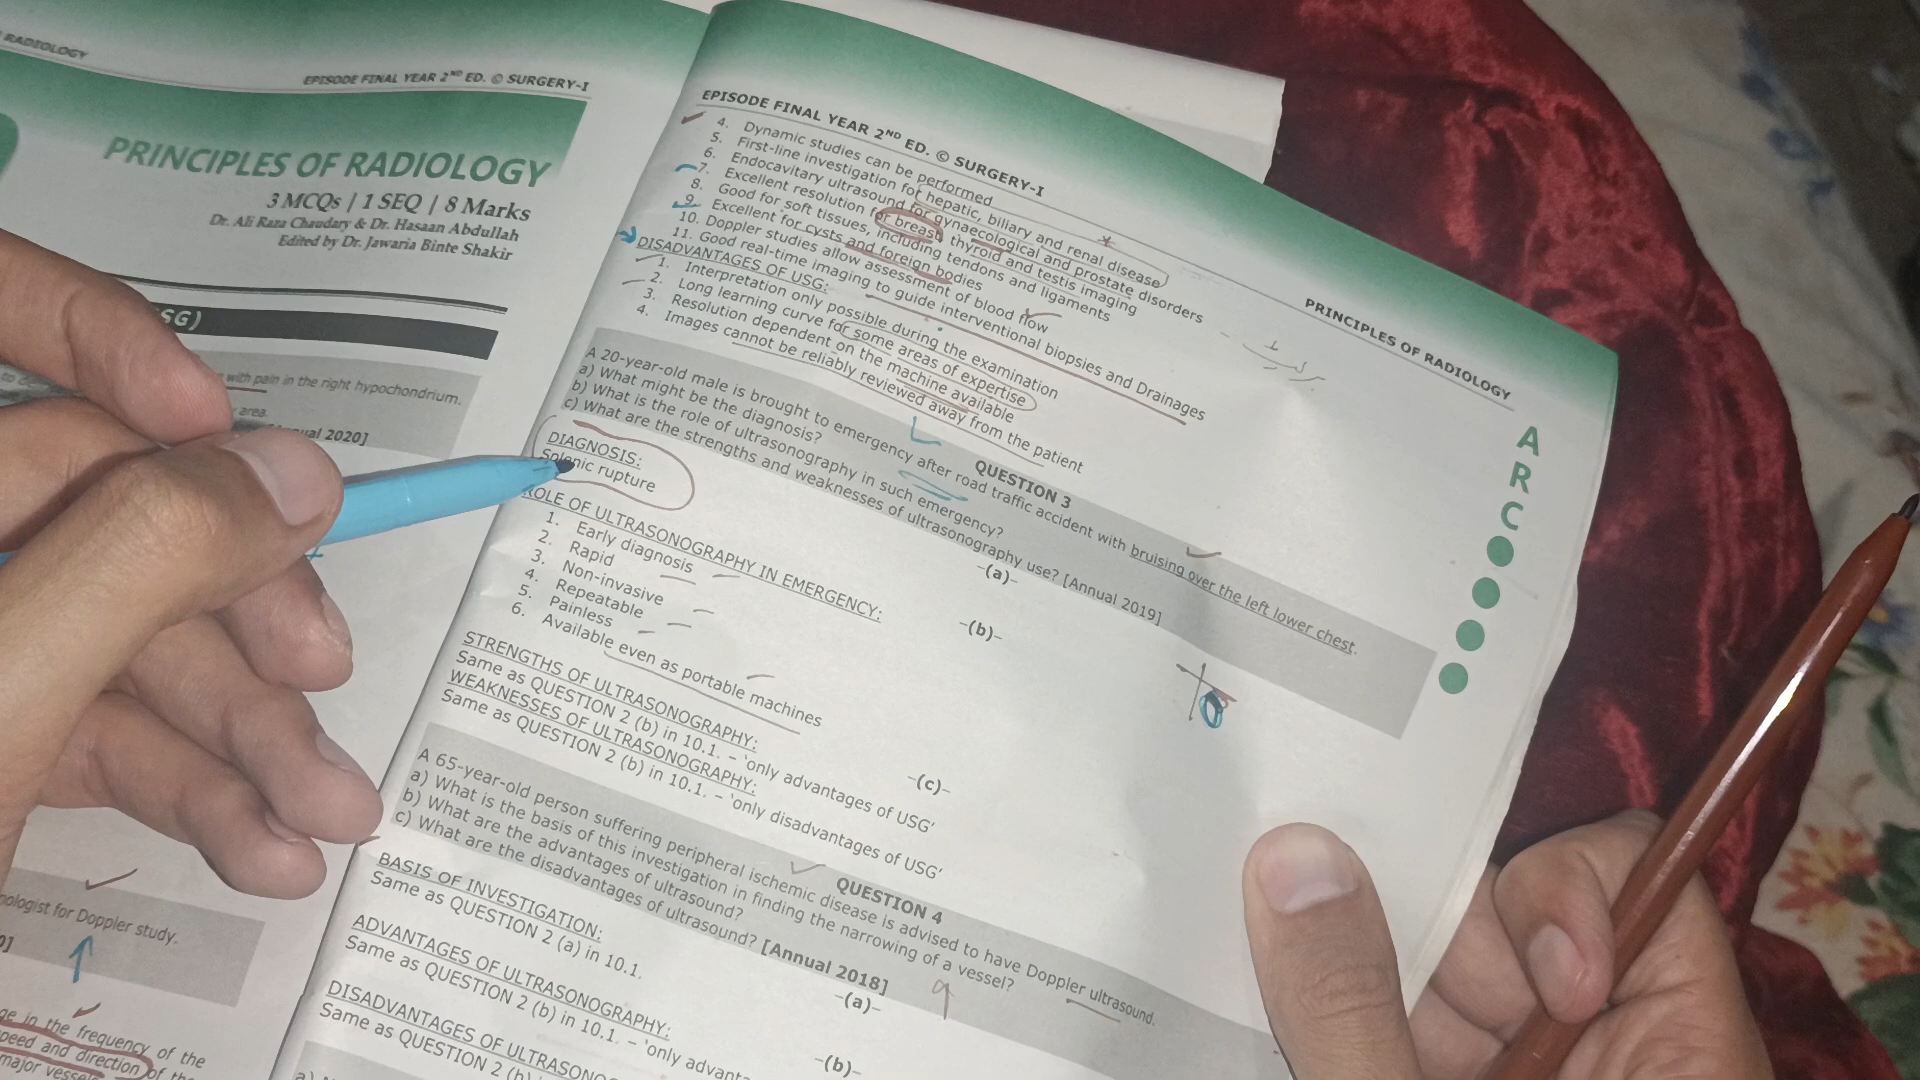 RADIOLOGY
EPISODE FINAL YEAR 2ND ED. © SURGERY-I
PRINCIPLES OF RADIOLOGY
3 MCQs | 1 SEQ | 8 Marks
Dr. Ali Raza Chaudary & Dr. Hasaan Abdullah
Edited by Dr. Jawaria Binte Shakir
SG)
with pain in the right hypochondrium.
area.
ual 2020]
ologist for Doppler study.
ge in the frequency of the
peed and direction of th
major vesse
EPISODE FINAL YEAR 2ND ED. © SURGERY-I
PRINCIPLES OF RADIOLOGY
4. Dynamic studies can be performed
5. First-line investigation for hepatic, biliary and renal disease
6. Endocavitary ultrasound for gynaecological and prostate disorders
7. Excellent resolution for breast, thyroid and testis imaging
8. Good for soft tissues, including tendons and ligaments
9. Excellent for cysts and foreign bodies
10. Doppler studies allow assessment of blood flow
11. Good real-time imaging to guide interventional biopsies and Drainages
DISADVANTAGES OF USG:
1. Interpretation only possible during the examination
2. Long learning curve for some areas of expertise
3. Resolution dependent on the machine available
4. Images cannot be reliably reviewed away from the patient
QUESTION 3
A 20-year-old male is brought to emergency after road traffic accident with bruising over the left lower chest.
a) What might be the diagnosis?
b) What is the role of ultrasonography in such emergency?
c) What are the strengths and weaknesses of ultrasonography use? [Annual 2019]
-(a)-
DIAGNOSIS:
Splenic rupture
-(b)-
ROLE OF ULTRASONOGRAPHY IN EMERGENCY:
1. Early diagnosis
2. Rapid
3. Non-invasive
4. Repeatable
5. Painless
6. Available even as portable machines
-(c)-
STRENGTHS OF ULTRASONOGRAPHY:
Same as QUESTION 2 (b) in 10.1. – 'only advantages of USG'
WEAKNESSES OF ULTRASONOGRAPHY:
Same as QUESTION 2 (b) in 10.1. – 'only disadvantages of USG'
QUESTION 4
A 65-year-old person suffering peripheral ischemic disease is advised to have Doppler ultrasound.
a) What is the basis of this investigation in finding the narrowing of a vessel?
b) What are the advantages of ultrasound?
c) What are the disadvantages of ultrasound? [Annual 2018]
-(a)-
BASIS OF INVESTIGATION:
Same as QUESTION 2 (a) in 10.1.
-(b)-
ADVANTAGES OF ULTRASONOGRAPHY:
Same as QUESTION 2 (b) in 10.1. – 'only advant
DISADVANTAGES OF ULTRASONO
Same as QUESTION 2 (b) in
A
R
C